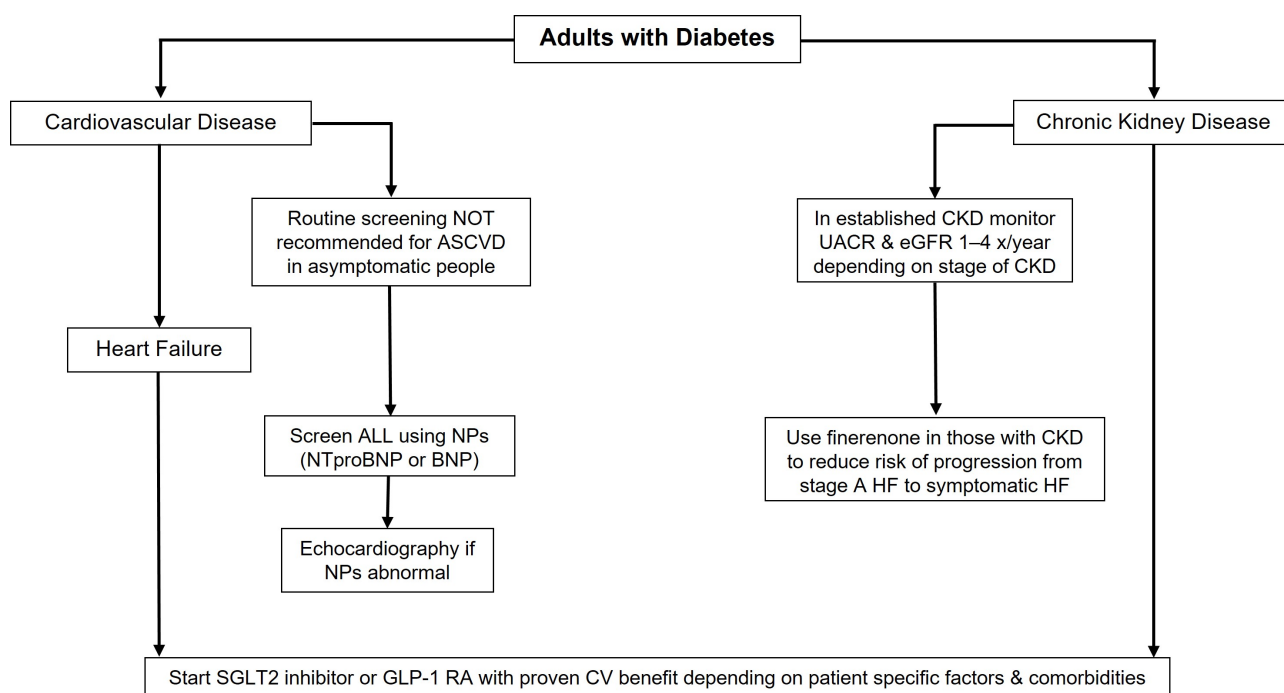 Adults with Diabetes
Cardiovascular Disease
Chronic Kidney Disease
Routine screening NOT
recommended for ASCVD
in asymptomatic people
In established CKD monitor
UACR & eGFR 1–4 x/year
depending on stage of CKD
Heart Failure
Screen ALL using NPs
(NTproBNP or BNP)
Use finerenone in those with CKD
to reduce risk of progression from
stage A HF to symptomatic HF
Echocardiography if
NPs abnormal
Start SGLT2 inhibitor or GLP-1 RA with proven CV benefit depending on patient specific factors & comorbidities